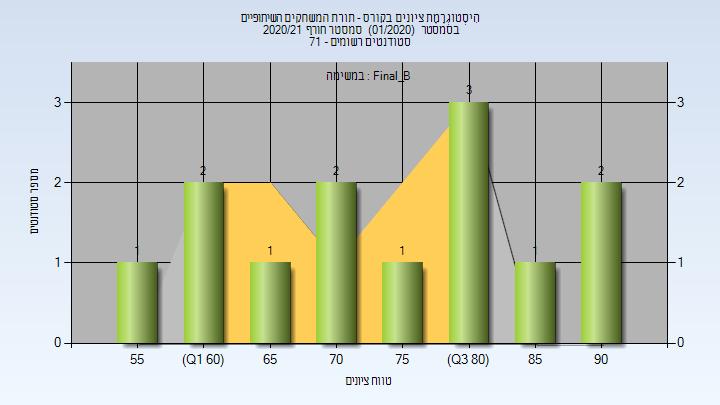 היסטוגרמת ציונים בקורס - תורת המשחקים השיתופיים
בסמסטר (01/2020) סמסטר חורף 2020/21
סטודנטים רשומים - 71
במשימה : Final_B
3
3
3
2
2
2
2
2
1
1
1
1
1
1
0
0
מספר סטודנטים
55
(Q1 60)
65
70
75
(Q3 80)
85
90
טווח ציונים